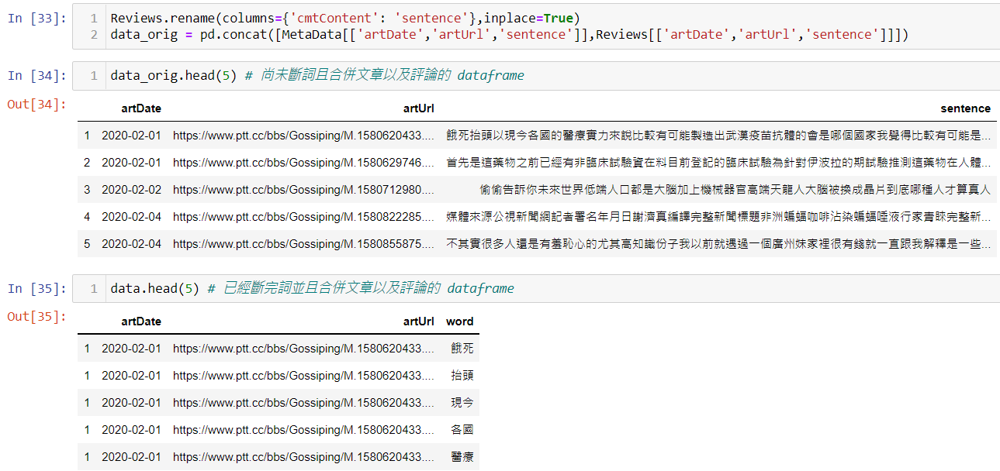 In [33]: 1 Reviews.rename(columns={'cmtContent': 'sentence'},inplace=True)
2 data_orig = pd.concat([MetaData[['artDate','artUrl','sentence']],Reviews[['artDate','artUrl','sentence']]])
In [34]: 1 data_orig.head(5) # 尚未斷詞且合併文章以及評論的 dataframe
Out[34]:
artDate artUrl sentence
1 2020-02-01 https://www.ptt.cc/bbs/Gossiping/M.1580620433.... 餓死抬頭以現今各國的醫療實力來說比較有可能製造出武漢疫苗抗體的會是哪個國家我覺得比較有可能是...
2 2020-02-01 https://www.ptt.cc/bbs/Gossiping/M.1580629746.... 首先是這藥物之前已經有非臨床試驗資在料目前登記的臨床試驗為針對伊波拉的期試驗推測這藥物在人體...
3 2020-02-02 https://www.ptt.cc/bbs/Gossiping/M.1580712980.... 偷偷告訴你未來世界低端人口都是大腦加上機械器官高端天龍人大腦被換成晶片到底哪種人才算真人
4 2020-02-04 https://www.ptt.cc/bbs/Gossiping/M.1580822285.... 媒體來源公視新聞網記者署名年月日謝濟真編譯完整新聞標題非洲蝙蝠咖啡沾染蝙蝠唾液行家青睞完整新...
5 2020-02-04 https://www.ptt.cc/bbs/Gossiping/M.1580855875.... 不其實很多人還是有羞恥心的尤其高知識份子我以前就遇過一個廣州妹家裡很有錢就一直跟我解釋是一些...
In [35]: 1 data.head(5) # 已經斷完詞並且合併文章以及評論的 dataframe
Out[35]:
artDate artUrl word
1 2020-02-01 https://www.ptt.cc/bbs/Gossiping/M.1580620433.... 餓死
1 2020-02-01 https://www.ptt.cc/bbs/Gossiping/M.1580620433.... 抬頭
1 2020-02-01 https://www.ptt.cc/bbs/Gossiping/M.1580620433.... 現今
1 2020-02-01 https://www.ptt.cc/bbs/Gossiping/M.1580620433.... 各國
1 2020-02-01 https://www.ptt.cc/bbs/Gossiping/M.1580620433.... 醫療